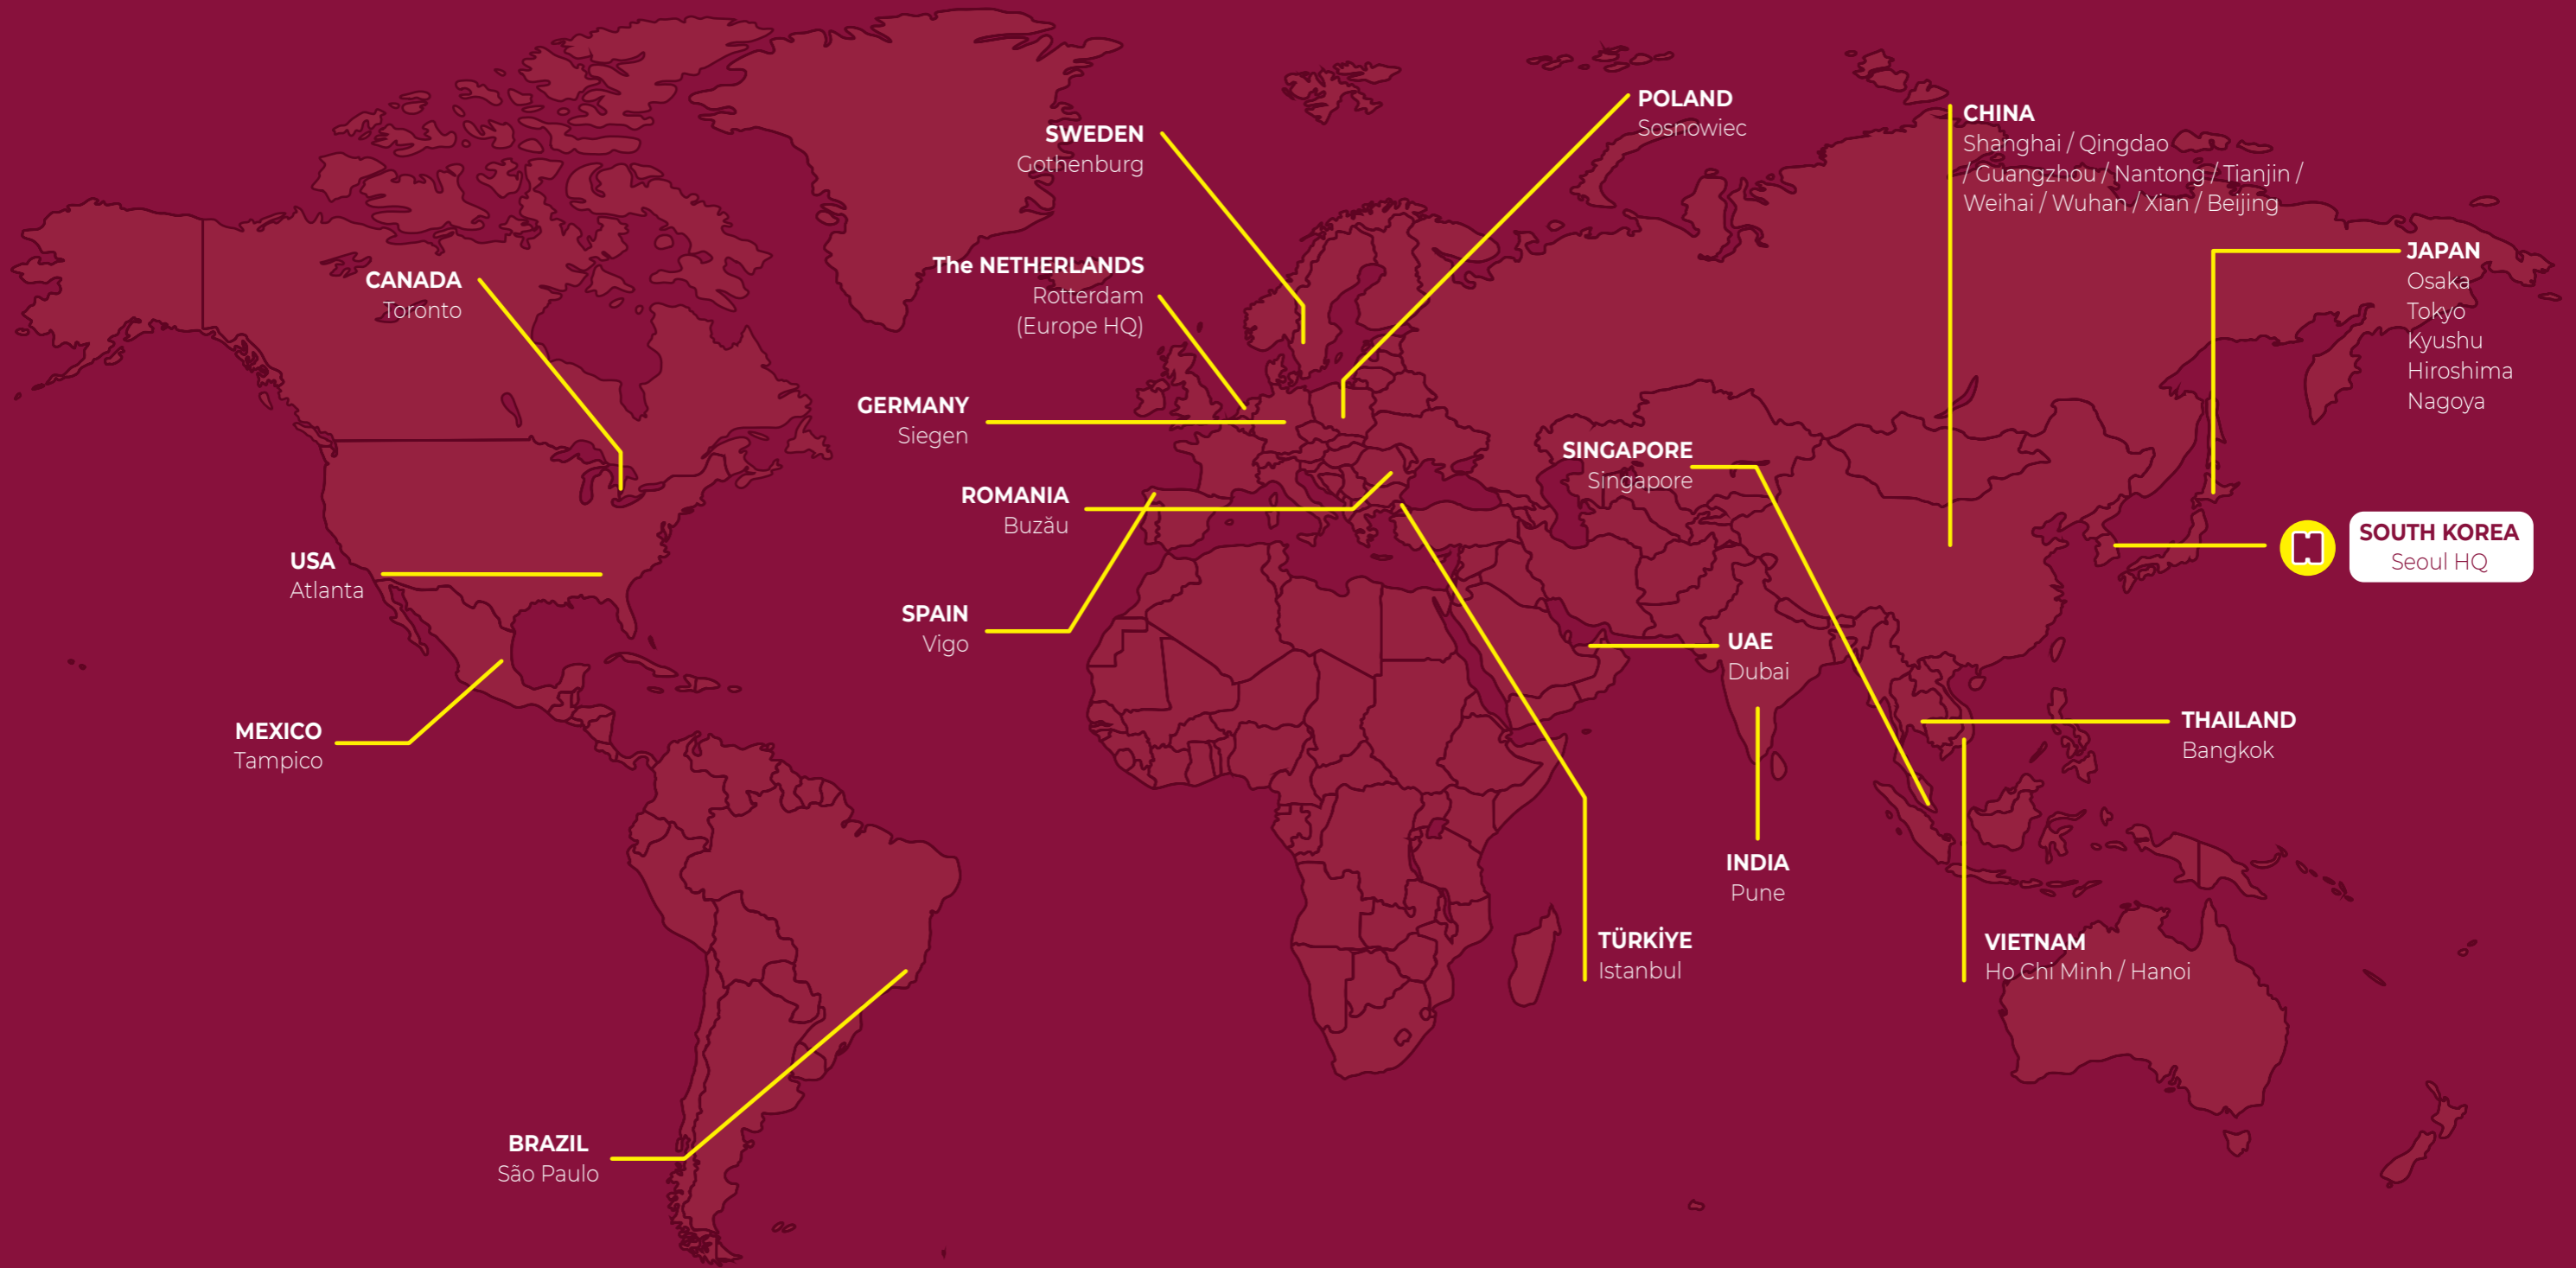 POLAND
Sosnowiec
CHINA
Shanghai / Qingdao
/ Guangzhou / Nantong / Tianjin /
Weihai / Wuhan / Xian / Beijing
SWEDEN
Gothenburg
JAPAN
Osaka
Tokyo
Kyushu
Hiroshima
Nagoya
The NETHERLANDS
Rotterdam
(Europe HQ)
CANADA
Toronto
GERMANY
Siegen
SINGAPORE
Singapore
ROMANIA
Buzău
SOUTH KOREA
Seoul HQ
USA
Atlanta
SPAIN
Vigo
UAE
Dubai
THAILAND
Bangkok
MEXICO
Tampico
INDIA
Pune
TÜRKİYE
Istanbul
VIETNAM
Ho Chi Minh / Hanoi
BRAZIL
São Paulo